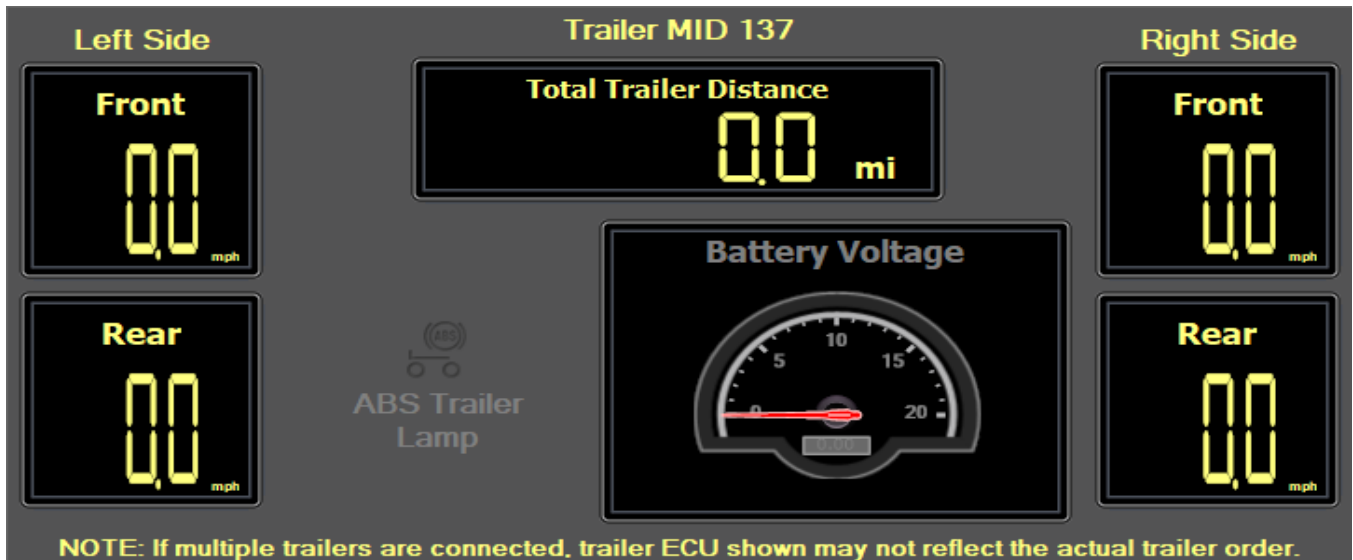 Trailer MID 137
Left Side
Right Side
Front
0.0
mph
Total Trailer Distance
0.0 mi
Front
0.0
mph
Battery Voltage
0
5
10
15
20
0.00
Rear
0.0
mph
ABS
ABS Trailer
Lamp
Rear
0.0
mph
NOTE: If multiple trailers are connected, trailer ECU shown may not reflect the actual trailer order.